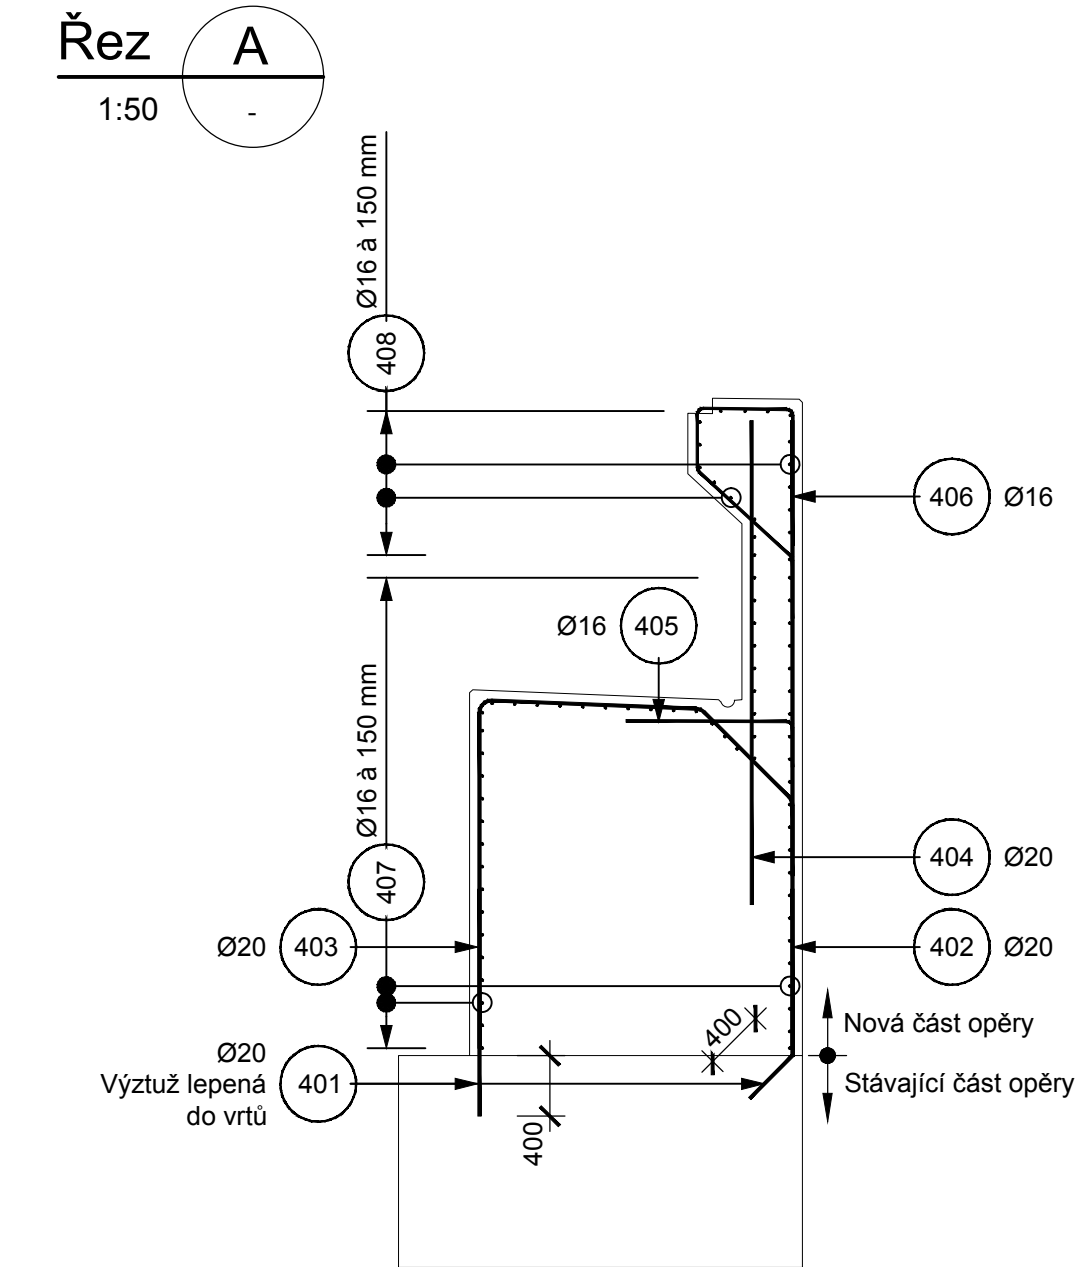 Řez
A
1:50
-
Ø16 à 150 mm
408
406 Ø16
Ø16 405
Ø16 à 150 mm
407
404 Ø20
Ø20 403
402 Ø20
400
Nová část opěry
Ø20
Výztuž lepená
do vrtů
401
Stávající část opěry
400